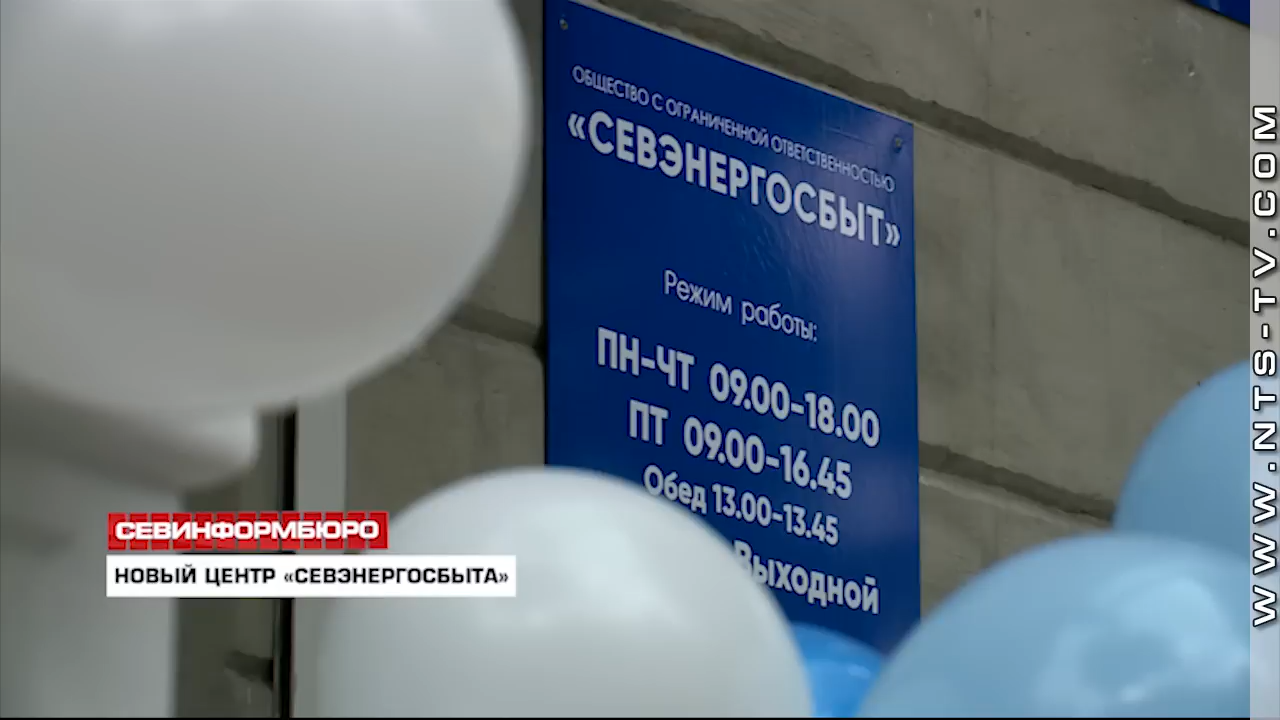 ОБЩЕСТВО С ОГРАНИЧЕННОЙ ОТВЕТСТВЕННОСТЬЮ
«СЕВЭНЕРГОСБЫТ»
Режим работы:
ПН-ЧТ 09.00-18.00
ПТ 09.00-16.45
Обед 13.00-13.45
Выходной
СЕВИНФОРМБЮРО
НОВЫЙ ЦЕНТР «СЕВЭНЕРГОСБЫТА»
WWW.NTS-TV.COM